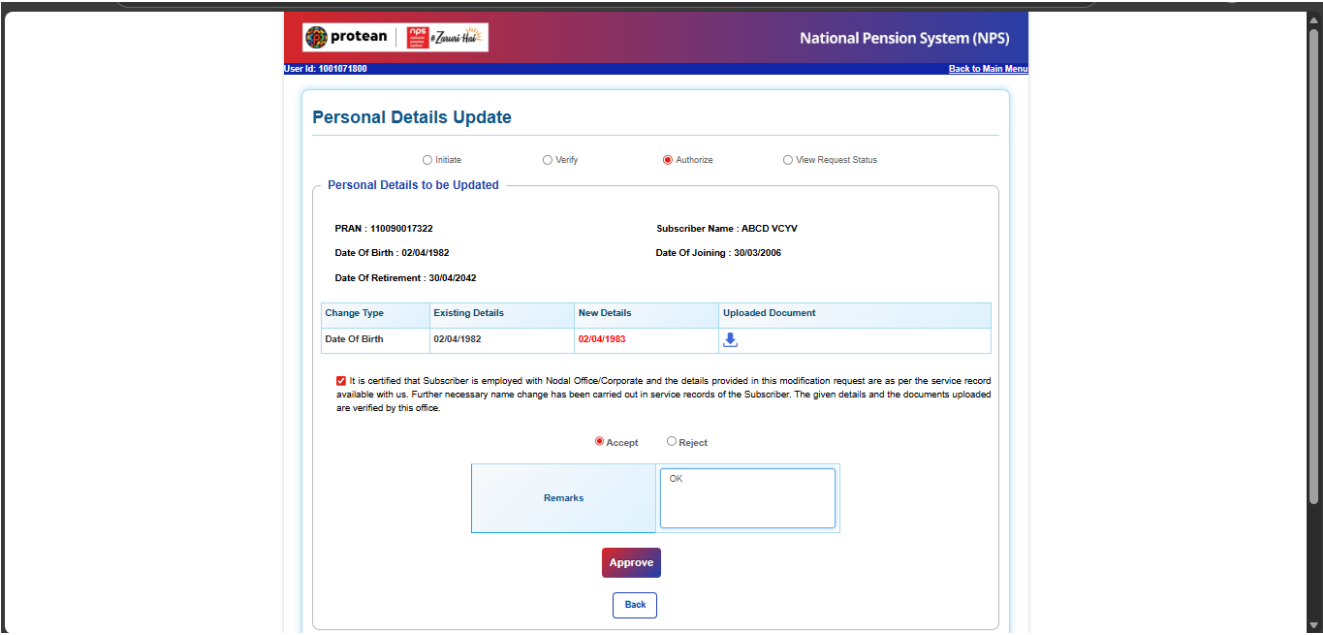 protean nps #Zaruri Hai
National Pension System (NPS)
User Id: 1001071800 Back to Main Menu
Personal Details Update
Initiate Verify Authorize View Request Status
Personal Details to be Updated
PRAN : 110090017322 Subscriber Name : ABCD VCYV
Date Of Birth : 02/04/1982 Date Of Joining : 30/03/2006
Date Of Retirement : 30/04/2042
Change Type Existing Details New Details Uploaded Document
Date Of Birth 02/04/1982 02/04/1983
It is certified that Subscriber is employed with Nodal Office/Corporate and the details provided in this modification request are as per the service record
available with us. Further necessary name change has been carried out in service records of the Subscriber. The given details and the documents uploaded
are verified by this office.
Accept Reject
OK
Remarks
Approve
Back